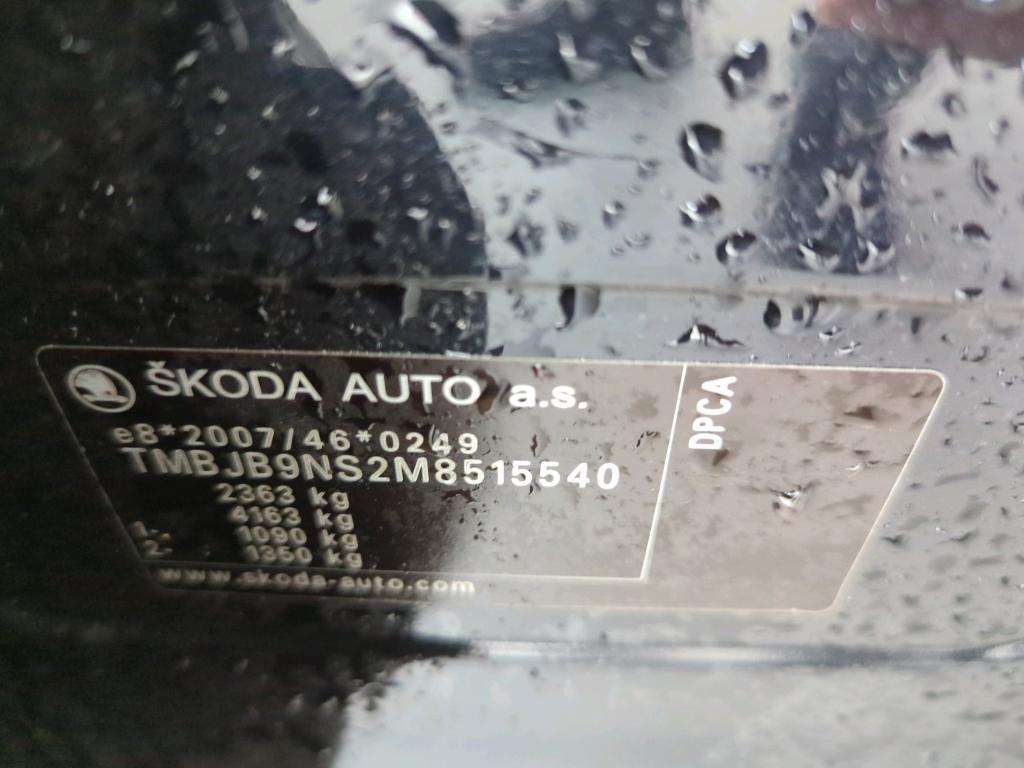 ŠKODA AUTO a.s.
e8*2007/46*0249
TMBJB9NS2M8515540
2363 kg
4163 kg
1. 1090 kg
2. 1350 kg
www.skoda-auto.com
DPCA